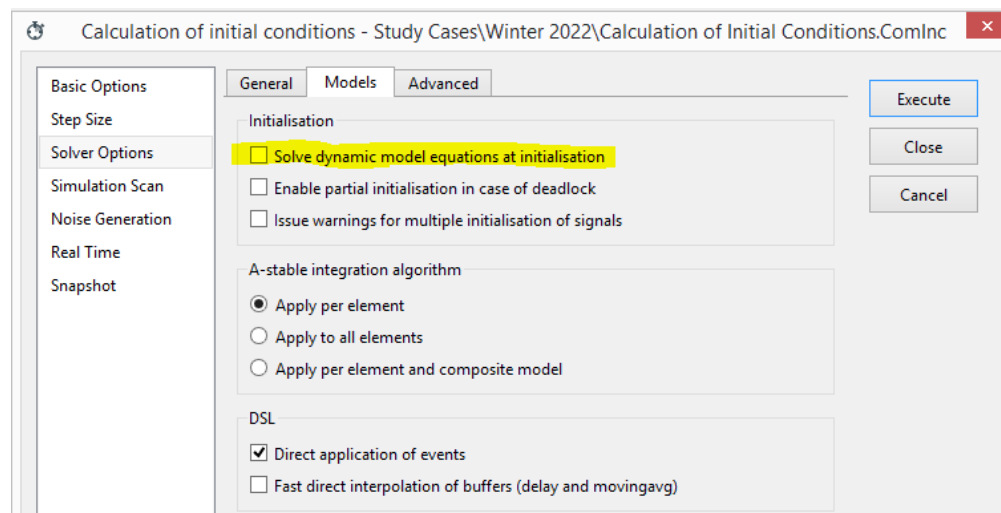 Calculation of initial conditions - Study Cases\Winter 2022\Calculation of Initial Conditions.ComInc
Basic Options
Step Size
Solver Options
Simulation Scan
Noise Generation
Real Time
Snapshot
General Models Advanced
Initialisation
Solve dynamic model equations at initialisation
Enable partial initialisation in case of deadlock
Issue warnings for multiple initialisation of signals
A-stable integration algorithm
Apply per element
Apply to all elements
Apply per element and composite model
DSL
Direct application of events
Fast direct interpolation of buffers (delay and movingavg)
Execute
Close
Cancel